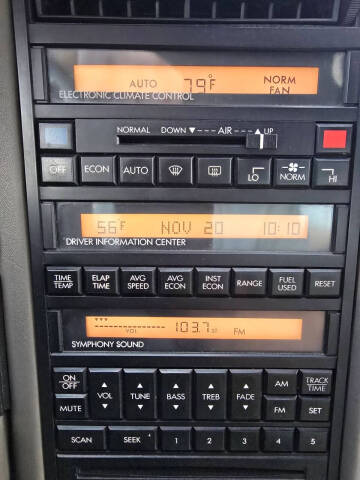 AUTO 79°F NORM
FAN
ELECTRONIC CLIMATE CONTROL
NORMAL DOWN AIR UP
OFF ECON AUTO LO NORM HI
56F NOV 20 10:10
DRIVER INFORMATION CENTER
TIME TEMP ELAP TIME AVG SPEED AVG ECON INST ECON RANGE FUEL USED RESET
VOL 103.7 ST FM
SYMPHONY SOUND
ON OFF VOL TUNE BASS TREB FADE AM TRACK TIME
MUTE FM SET
SCAN SEEK 1 2 3 4 5